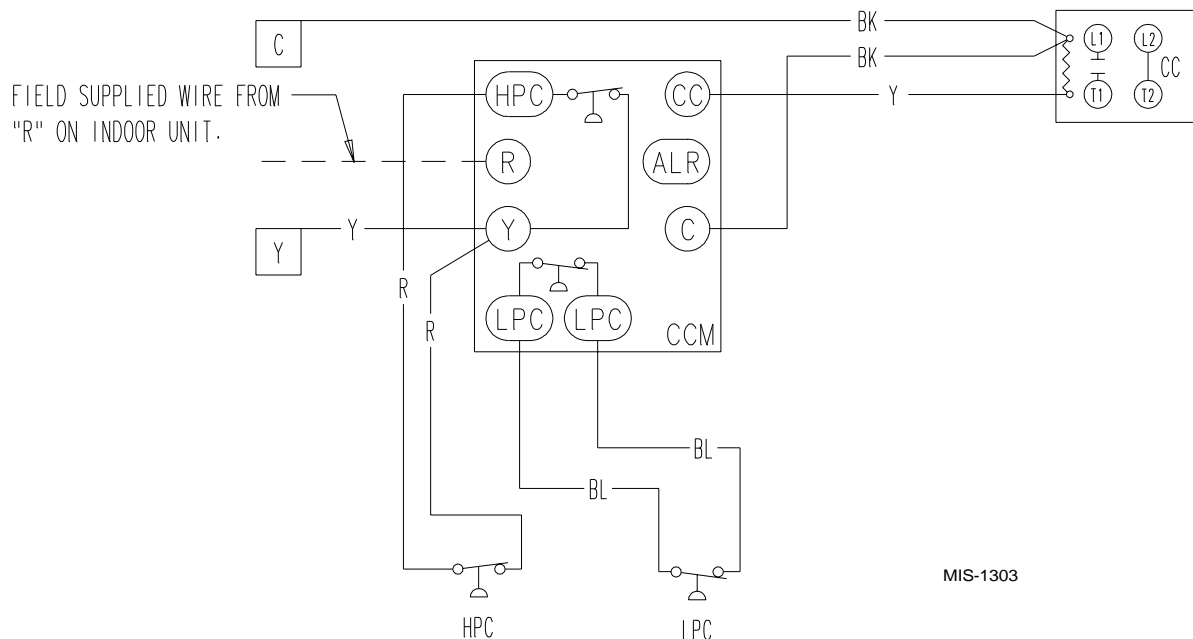 C
BK
BK
L1
L2
CC
T1
T2
FIELD SUPPLIED WIRE FROM
"R" ON INDOOR UNIT.
HPC
CC
Y
R
ALR
Y
Y
Y
C
R
R
LPC
LPC
CCM
BL
BL
MIS-1303
HPC
LPC